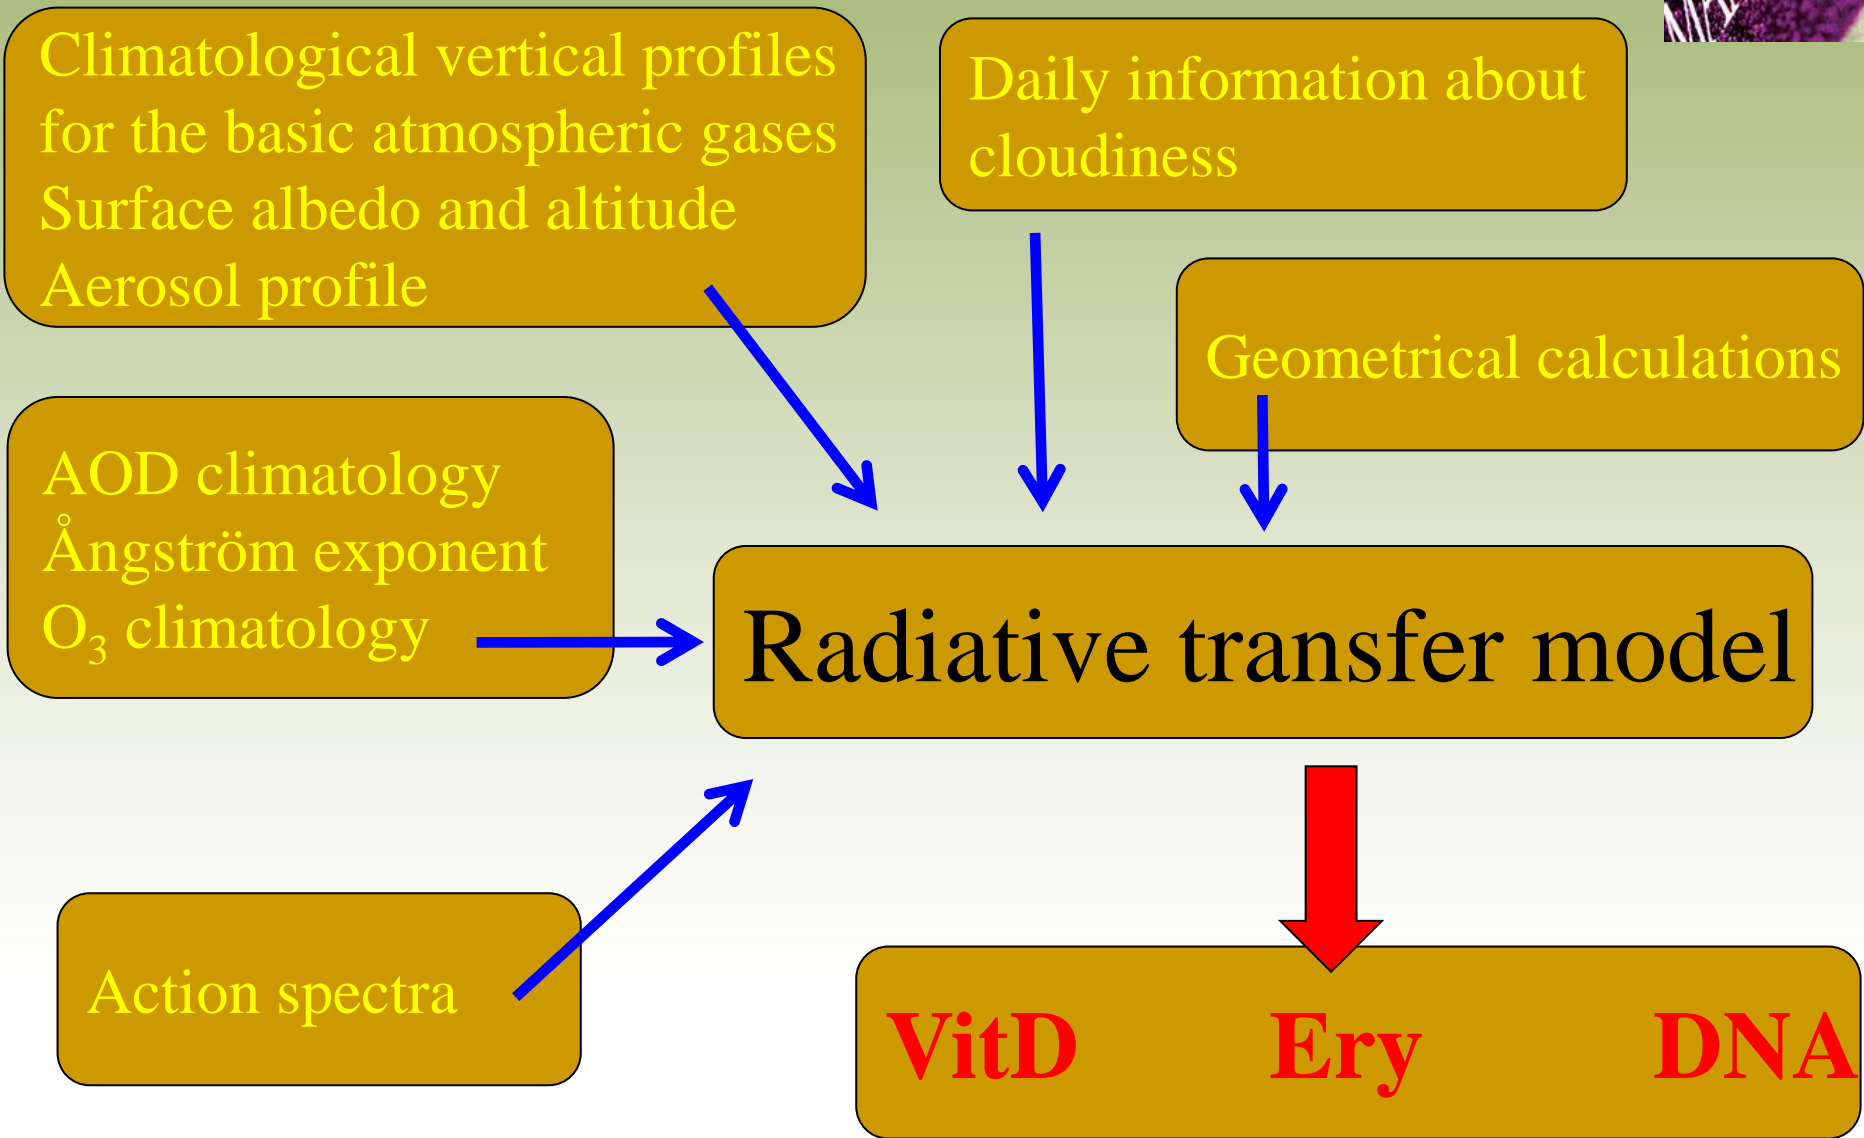 Climatological vertical profiles
for the basic atmospheric gases
Surface albedo and altitude
Aerosol profile
Daily information about
cloudiness
Geometrical calculations
AOD climatology
Ångström exponent
O₃ climatology
Radiative transfer model
Action spectra
VitD Ery DNA